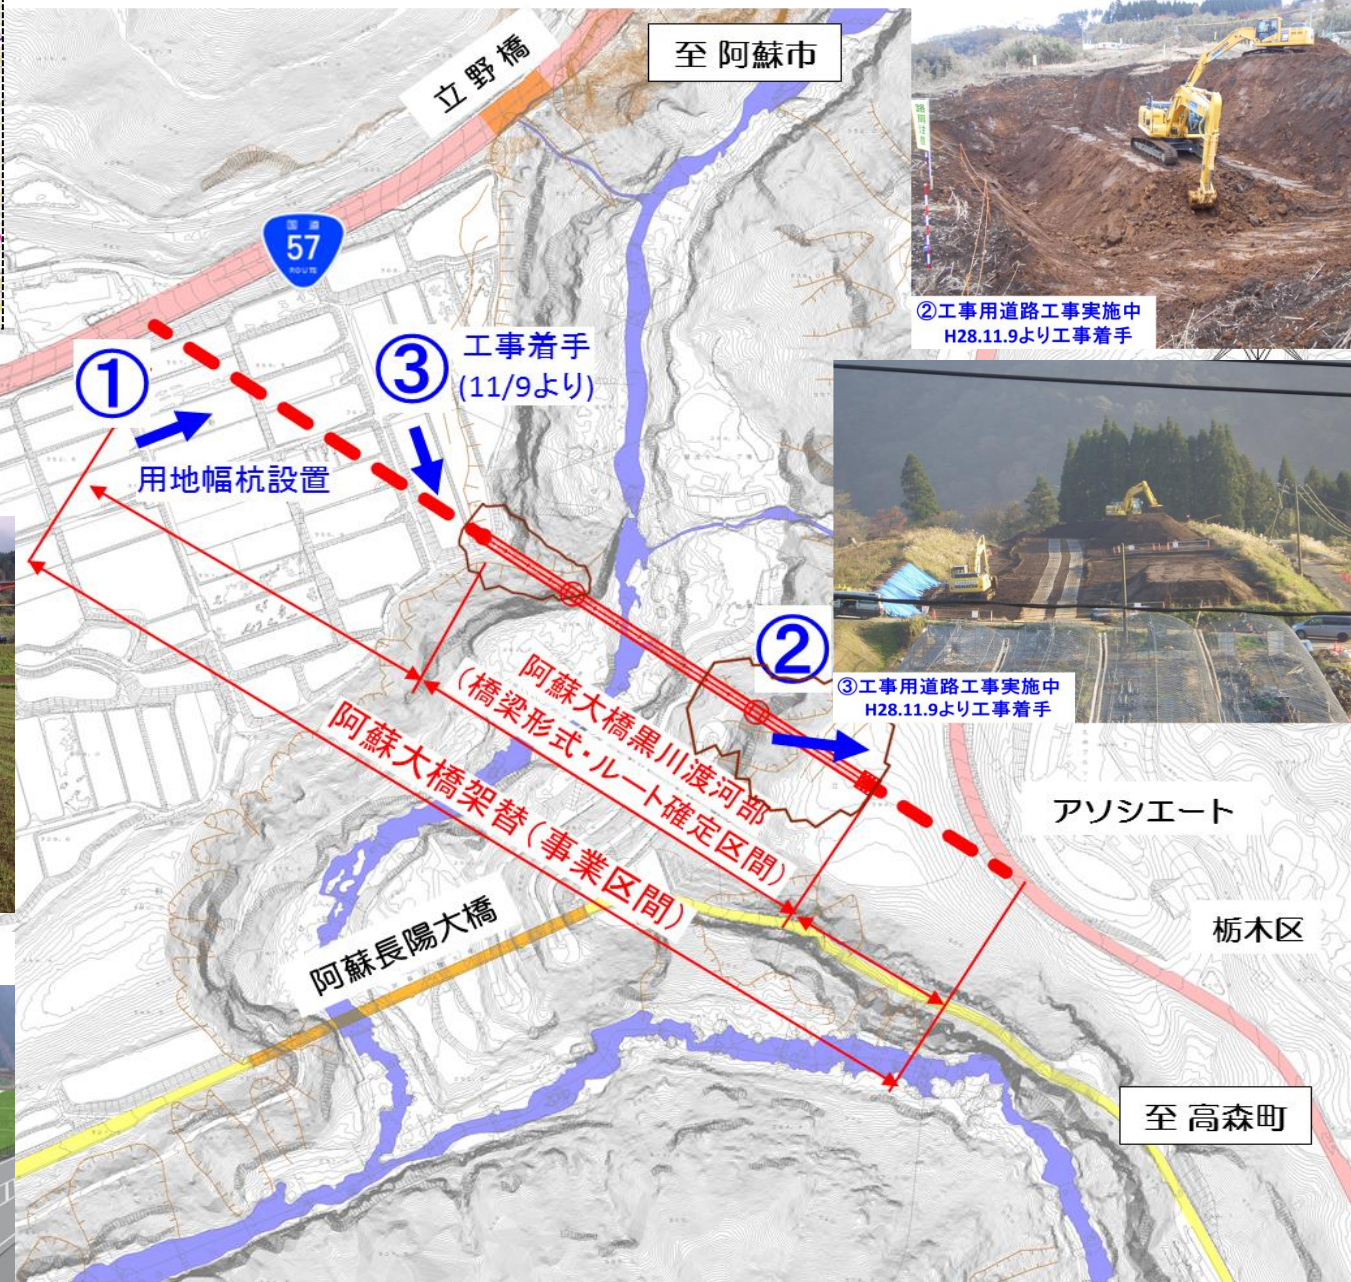 立野橋
至 阿蘇市
国道
57
ROUTE
②工事用道路工事実施中
H28.11.9より工事着手
①
用地幅杭設置
③
工事着手
(11/9より)
②
③工事用道路工事実施中
H28.11.9より工事着手
阿蘇大橋黒川渡河部
(橋梁形式・ルート確定区間)
阿蘇大橋架替(事業区間)
阿蘇長陽大橋
アソシエート
栃木区
至 高森町